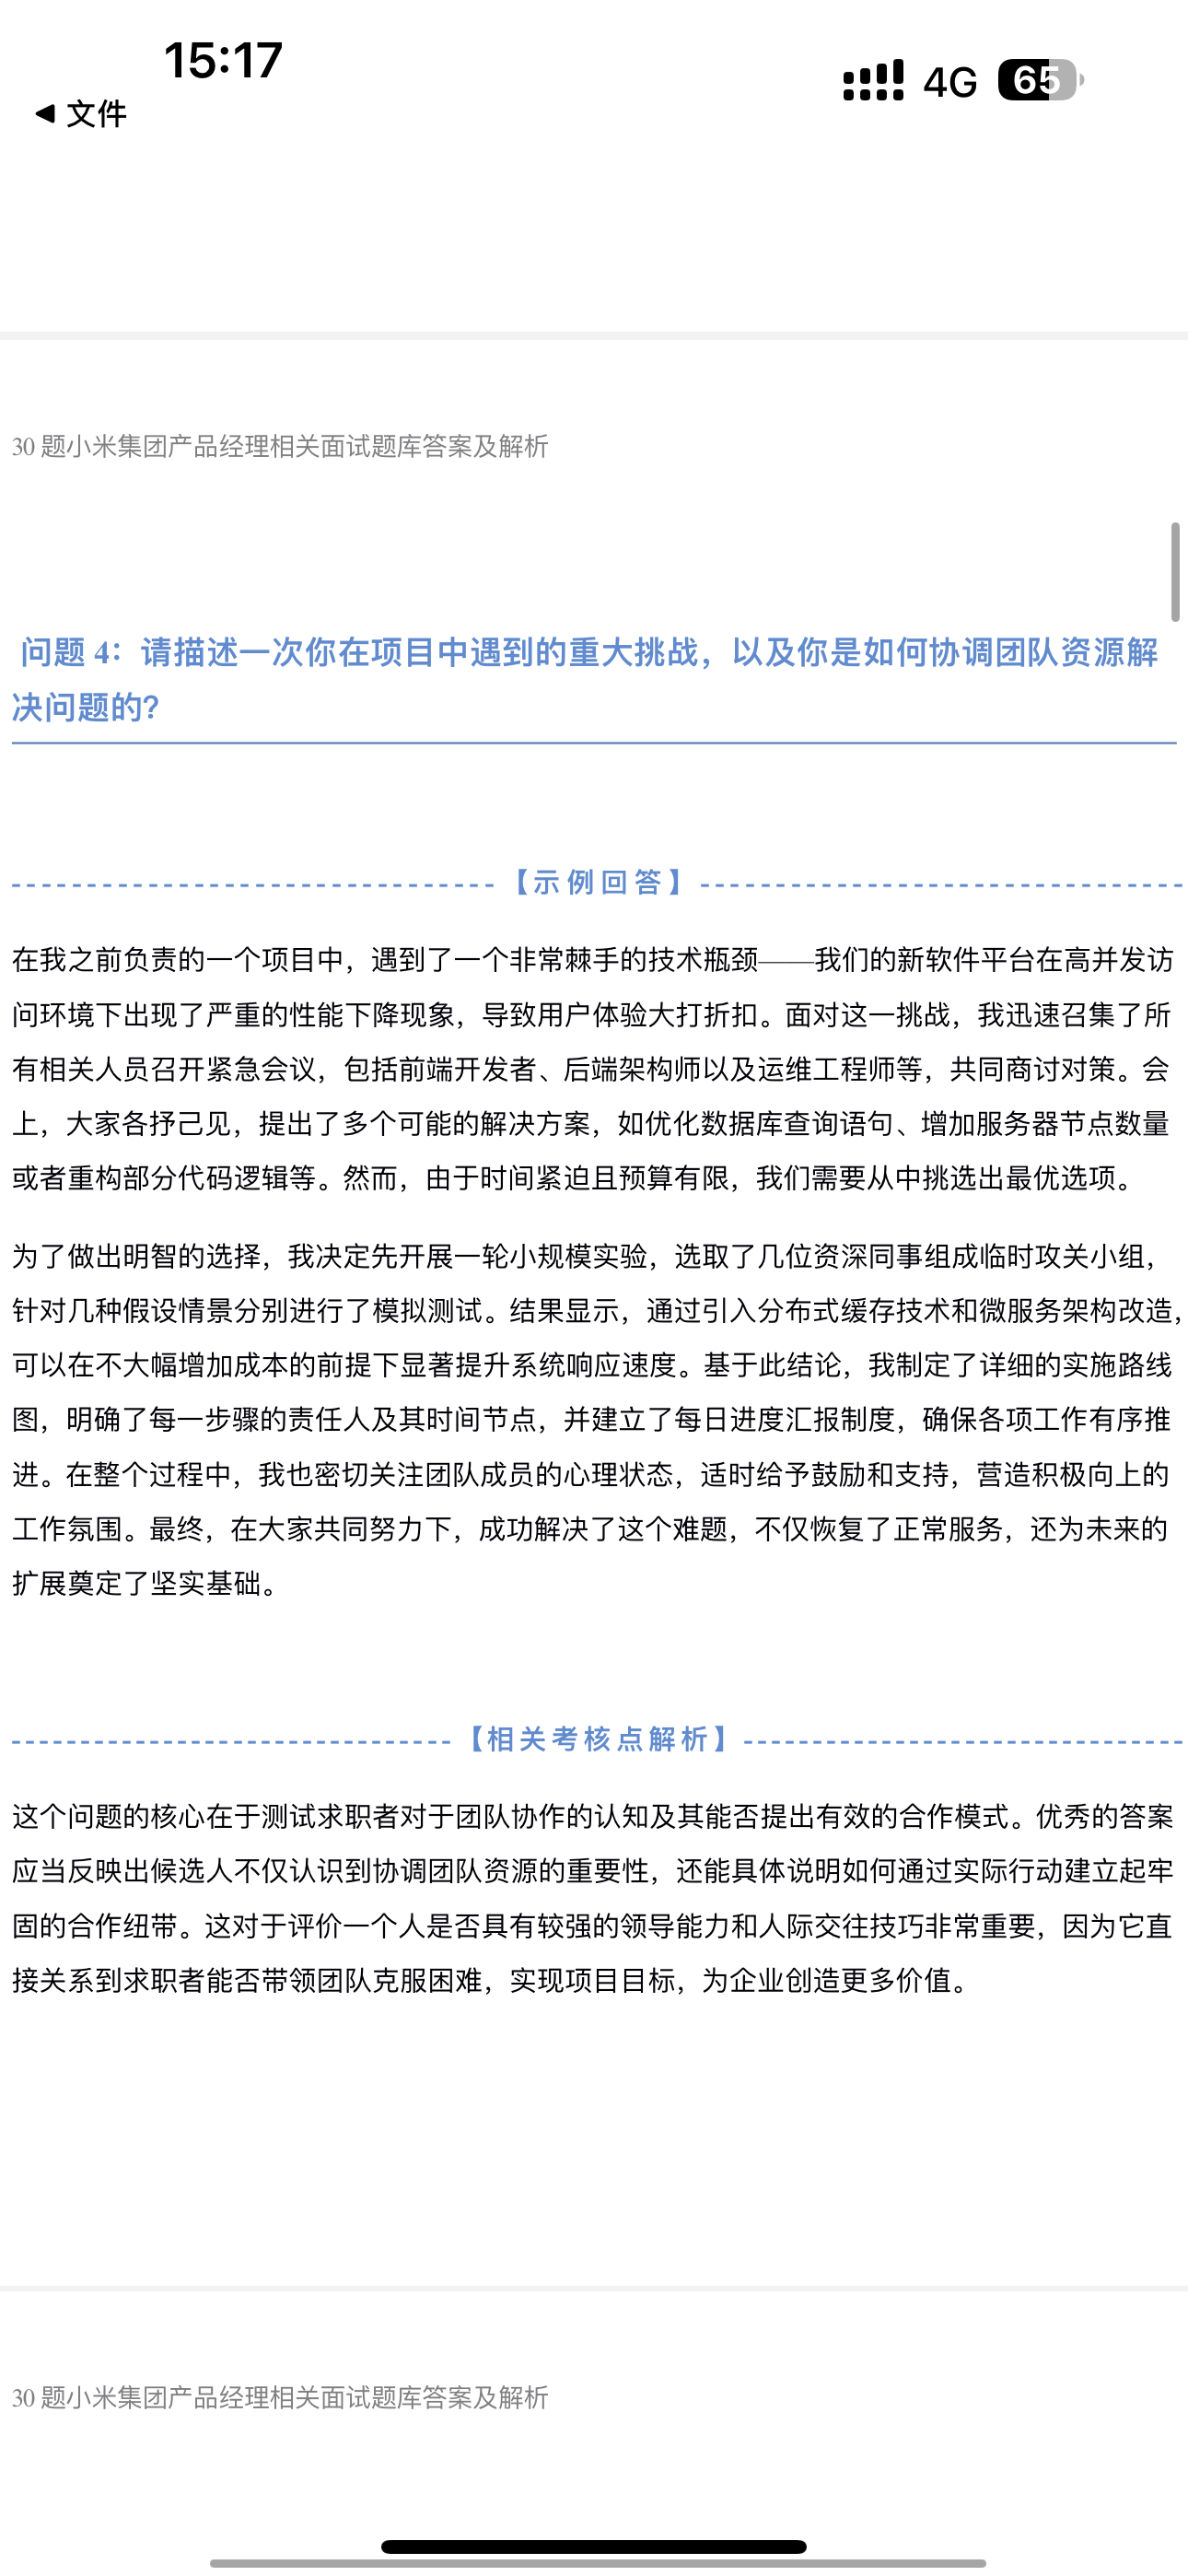 15:17
4G 65
◀ 文件
30 题小米集团产品经理相关面试题库答案及解析
问题 4：请描述一次你在项目中遇到的重大挑战，以及你是如何协调团队资源解
决问题的？
--------------------------------【示例回答】--------------------------------
在我之前负责的一个项目中，遇到了一个非常棘手的技术瓶颈——我们的新软件平台在高并发访
问环境下出现了严重的性能下降现象，导致用户体验大打折扣。面对这一挑战，我迅速召集了所
有相关人员召开紧急会议，包括前端开发者、后端架构师以及运维工程师等，共同商讨对策。会
上，大家各抒己见，提出了多个可能的解决方案，如优化数据库查询语句、增加服务器节点数量
或者重构部分代码逻辑等。然而，由于时间紧迫且预算有限，我们需要从中挑选出最优选项。
为了做出明智的选择，我决定先开展一轮小规模实验，选取了几位资深同事组成临时攻关小组，
针对几种假设情景分别进行了模拟测试。结果显示，通过引入分布式缓存技术和微服务架构改造，
可以在不大幅增加成本的前提下显著提升系统响应速度。基于此结论，我制定了详细的实施路线
图，明确了每一步骤的责任人及其时间节点，并建立了每日进度汇报制度，确保各项工作有序推
进。在整个过程中，我也密切关注团队成员的心理状态，适时给予鼓励和支持，营造积极向上的
工作氛围。最终，在大家共同努力下，成功解决了这个难题，不仅恢复了正常服务，还为未来的
扩展奠定了坚实基础。
--------------------------------【相关考核点解析】--------------------------------
这个问题的核心在于测试求职者对于团队协作的认知及其能否提出有效的合作模式。优秀的答案
应当反映出候选人不仅认识到协调团队资源的重要性，还能具体说明如何通过实际行动建立起牢
固的合作纽带。这对于评价一个人是否具有较强的领导能力和人际交往技巧非常重要，因为它直
接关系到求职者能否带领团队克服困难，实现项目目标，为企业创造更多价值。
30 题小米集团产品经理相关面试题库答案及解析